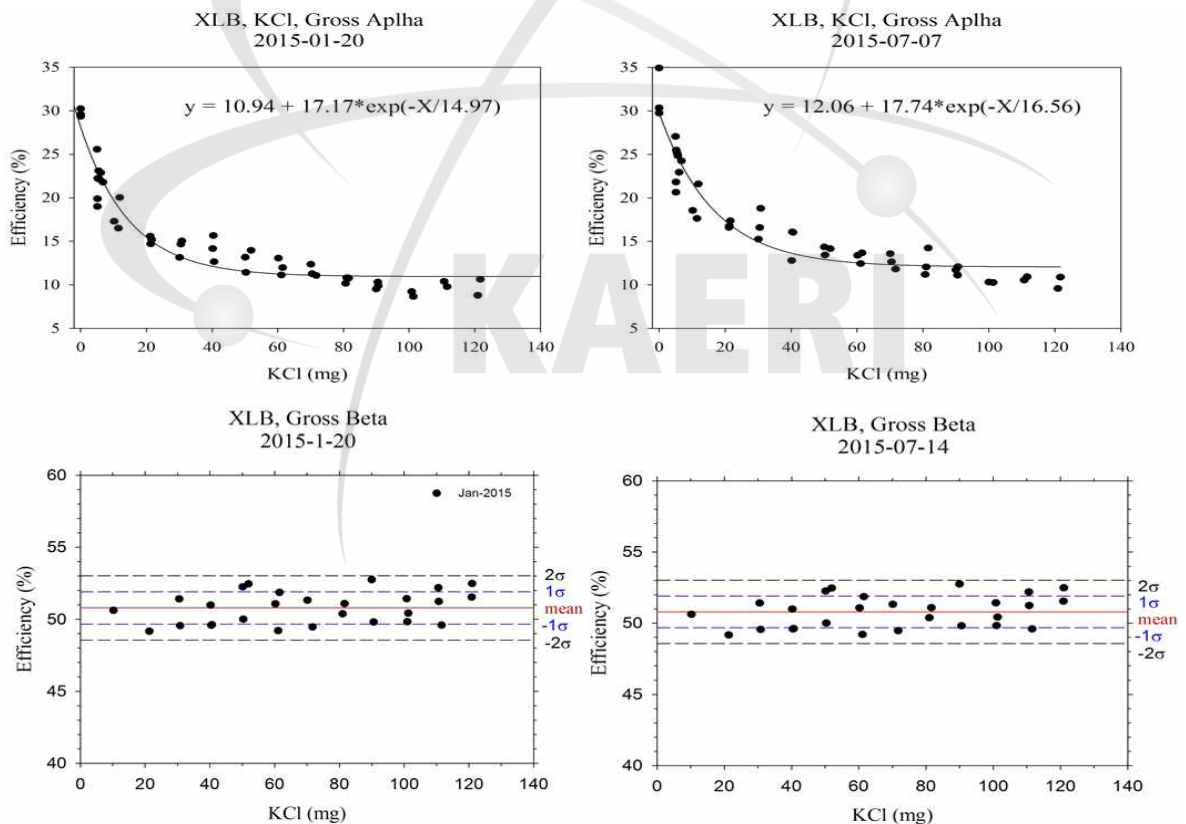 XLB, KCl, Gross Aplha
2015-01-20
35
30
25
20
15
10
5
y = 10.94 + 17.17*exp(-X/14.97)
Efficiency (%)
0 20 40 60 80 100 120 140
KCl (mg)
XLB, KCl, Gross Aplha
2015-07-07
35
30
25
20
15
10
5
y = 12.06 + 17.74*exp(-X/16.56)
Efficiency (%)
0 20 40 60 80 100 120 140
KCl (mg)
KAERI
XLB, Gross Beta
2015-1-20
60
55
50
45
40
Jan-2015
Efficiency (%)
2σ
1σ
mean
-1σ
-2σ
0 20 40 60 80 100 120 140
KCl (mg)
XLB, Gross Beta
2015-07-14
60
55
50
45
40
Efficiency (%)
2σ
1σ
mean
-1σ
-2σ
0 20 40 60 80 100 120 140
KCl (mg)